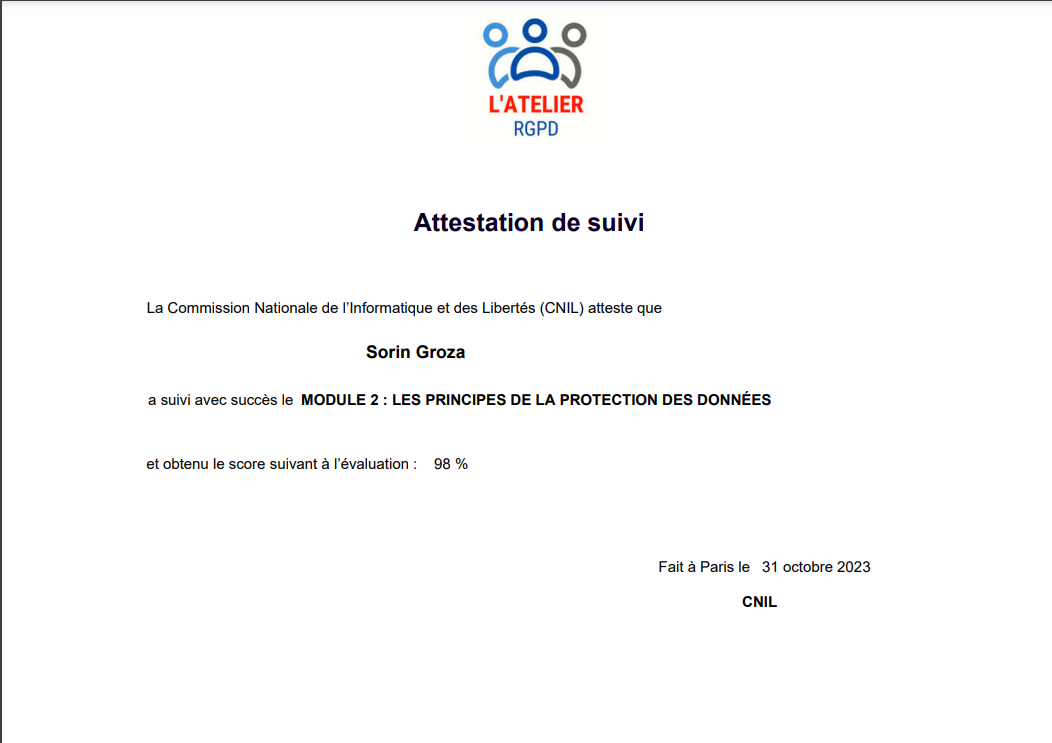 L'ATELIER
RGPD
Attestation de suivi
La Commission Nationale de l’Informatique et des Libertés (CNIL) atteste que
Sorin Groza
a suivi avec succès le MODULE 2 : LES PRINCIPES DE LA PROTECTION DES DONNÉES
et obtenu le score suivant à l’évaluation : 98 %
Fait à Paris le 31 octobre 2023
CNIL